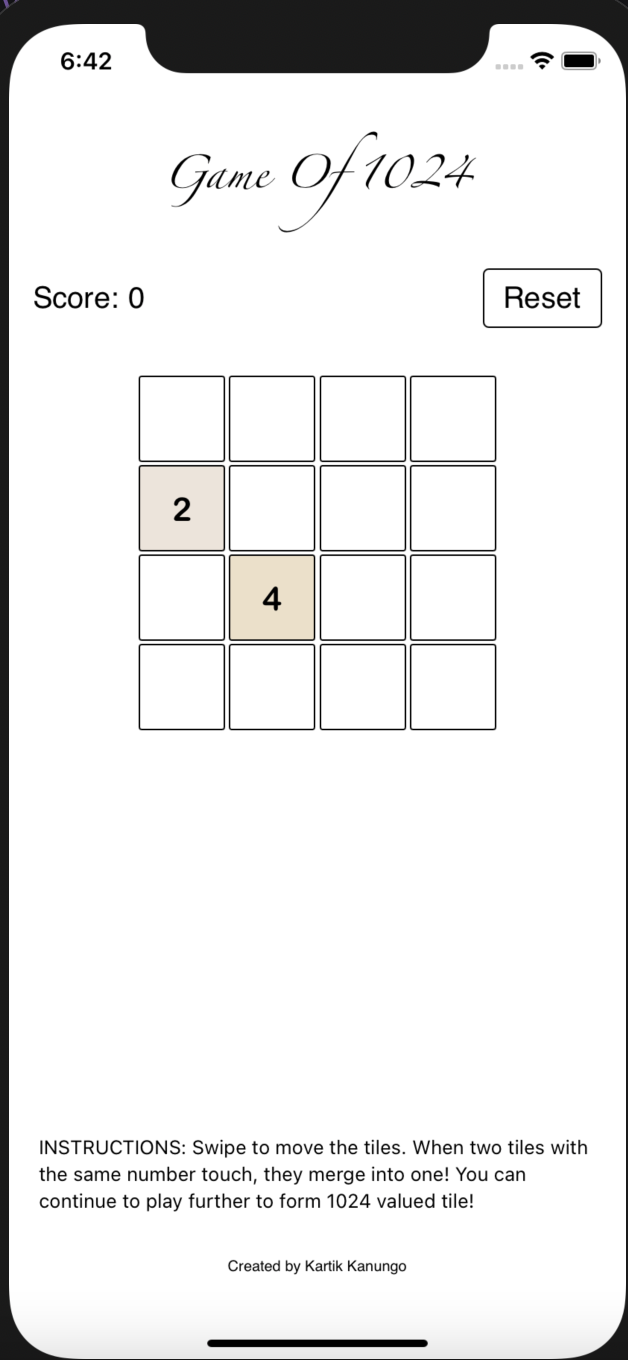 6:42
Game Of 1024
Score: 0
Reset
2
4
INSTRUCTIONS: Swipe to move the tiles. When two tiles with
the same number touch, they merge into one! You can
continue to play further to form 1024 valued tile!
Created by Kartik Kanungo